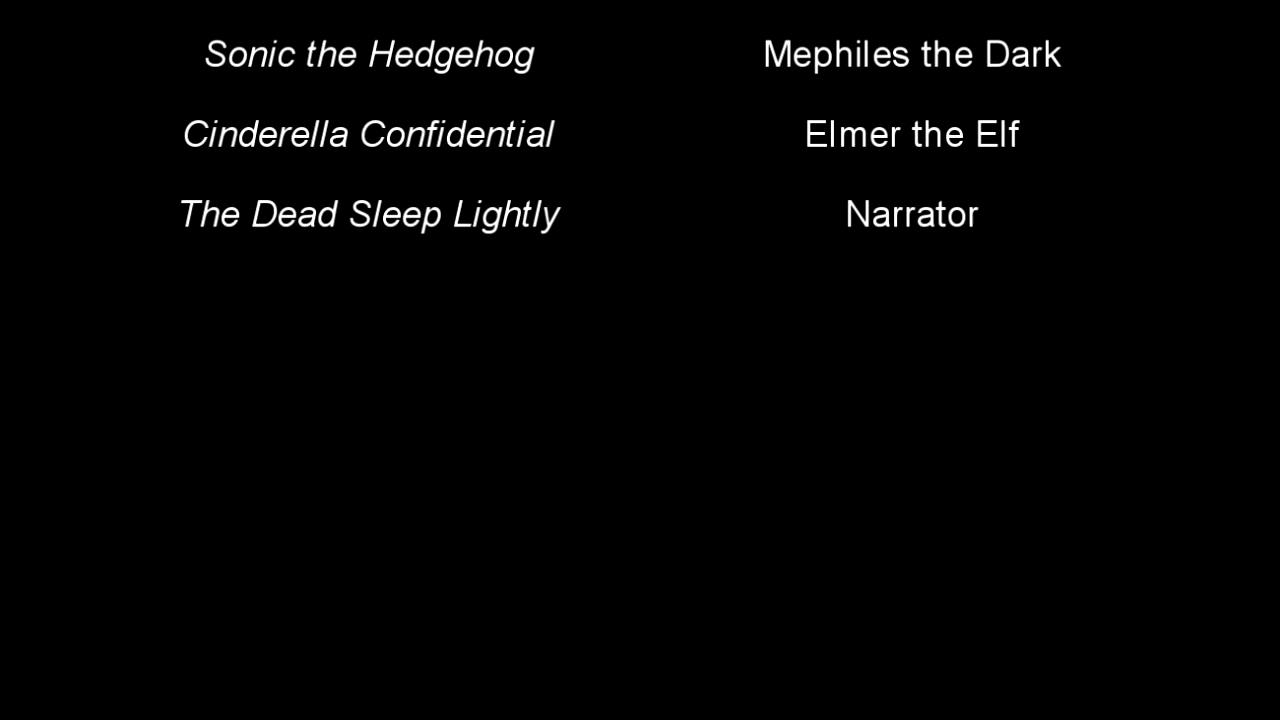 Sonic the Hedgehog Mephiles the Dark
Cinderella Confidential Elmer the Elf
The Dead Sleep Lightly Narrator